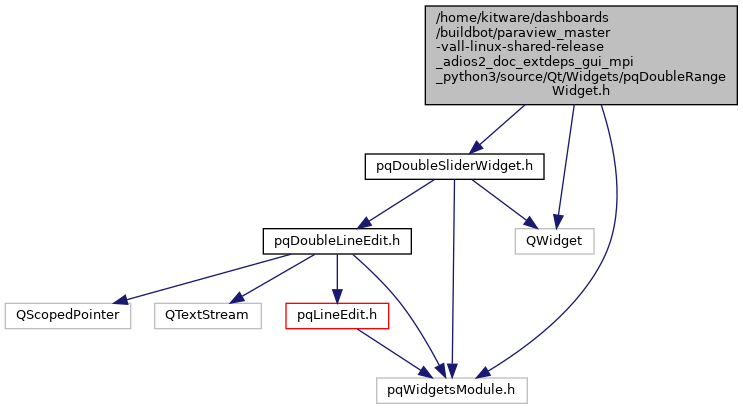 /home/kitware/dashboards
/buildbot/paraview_master
-vall-linux-shared-release
_adios2_doc_extdeps_gui_mpi
_python3/source/Qt/Widgets/pqDoubleRange
Widget.h
pqDoubleSliderWidget.h
pqDoubleLineEdit.h
QWidget
QScopedPointer
QTextStream
pqLineEdit.h
pqWidgetsModule.h